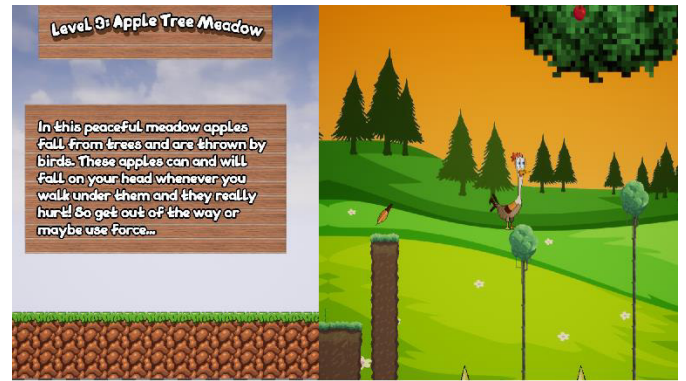 Level 3: Apple Tree Meadow
In this peaceful meadow apples
fall from trees and are thrown by
birds. These apples can and will
fall on your head whenever you
walk under them and they really
hurt! So get out of the way or
maybe use force...